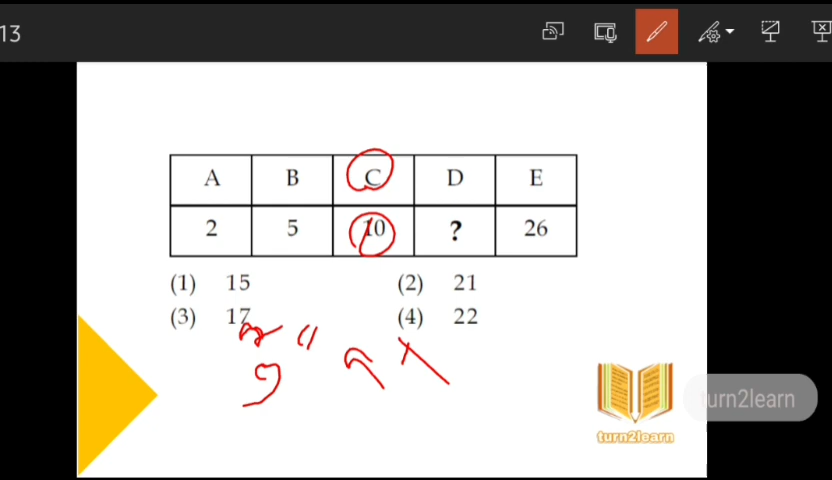 13
A B C D E
2 5 10 ? 26
(1) 15 (2) 21
(3) 17 (4) 22
turn2learn
turn2learn